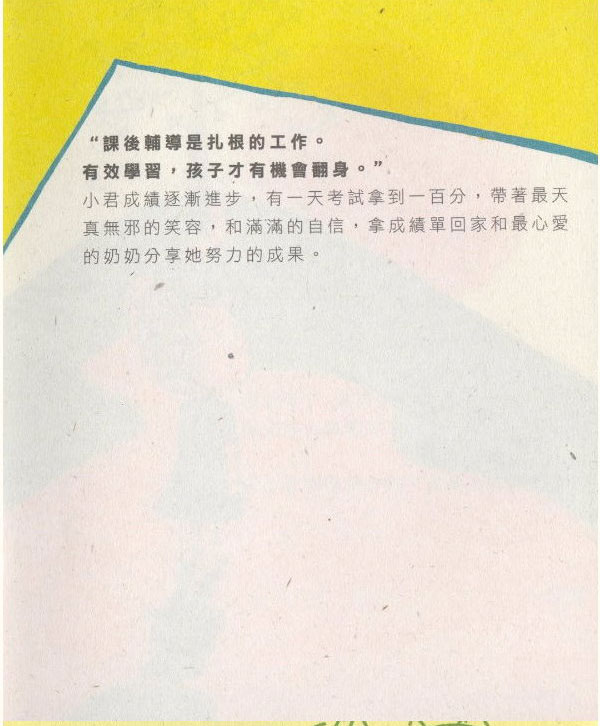 “課後輔導是扎根的工作。
有效學習，孩子才有機會翻身。”
小君成績逐漸進步，有一天考試拿到一百分，帶著最天
真無邪的笑容，和滿滿的自信，拿成績單回家和最心愛
的奶奶分享她努力的成果。